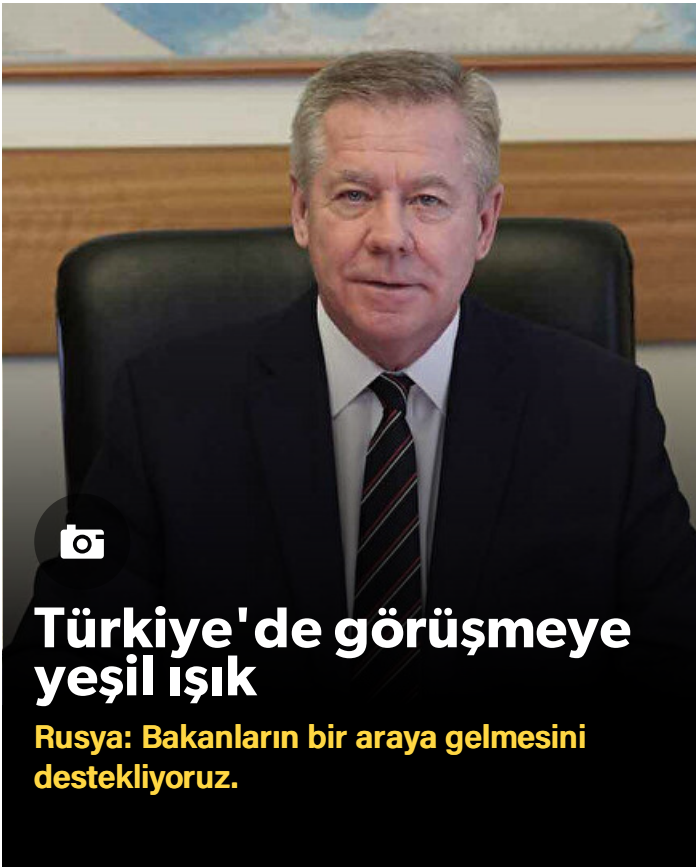 Türkiye'de görüşmeye
yeşil ışık
Rusya: Bakanların bir araya gelmesini
destekliyoruz.